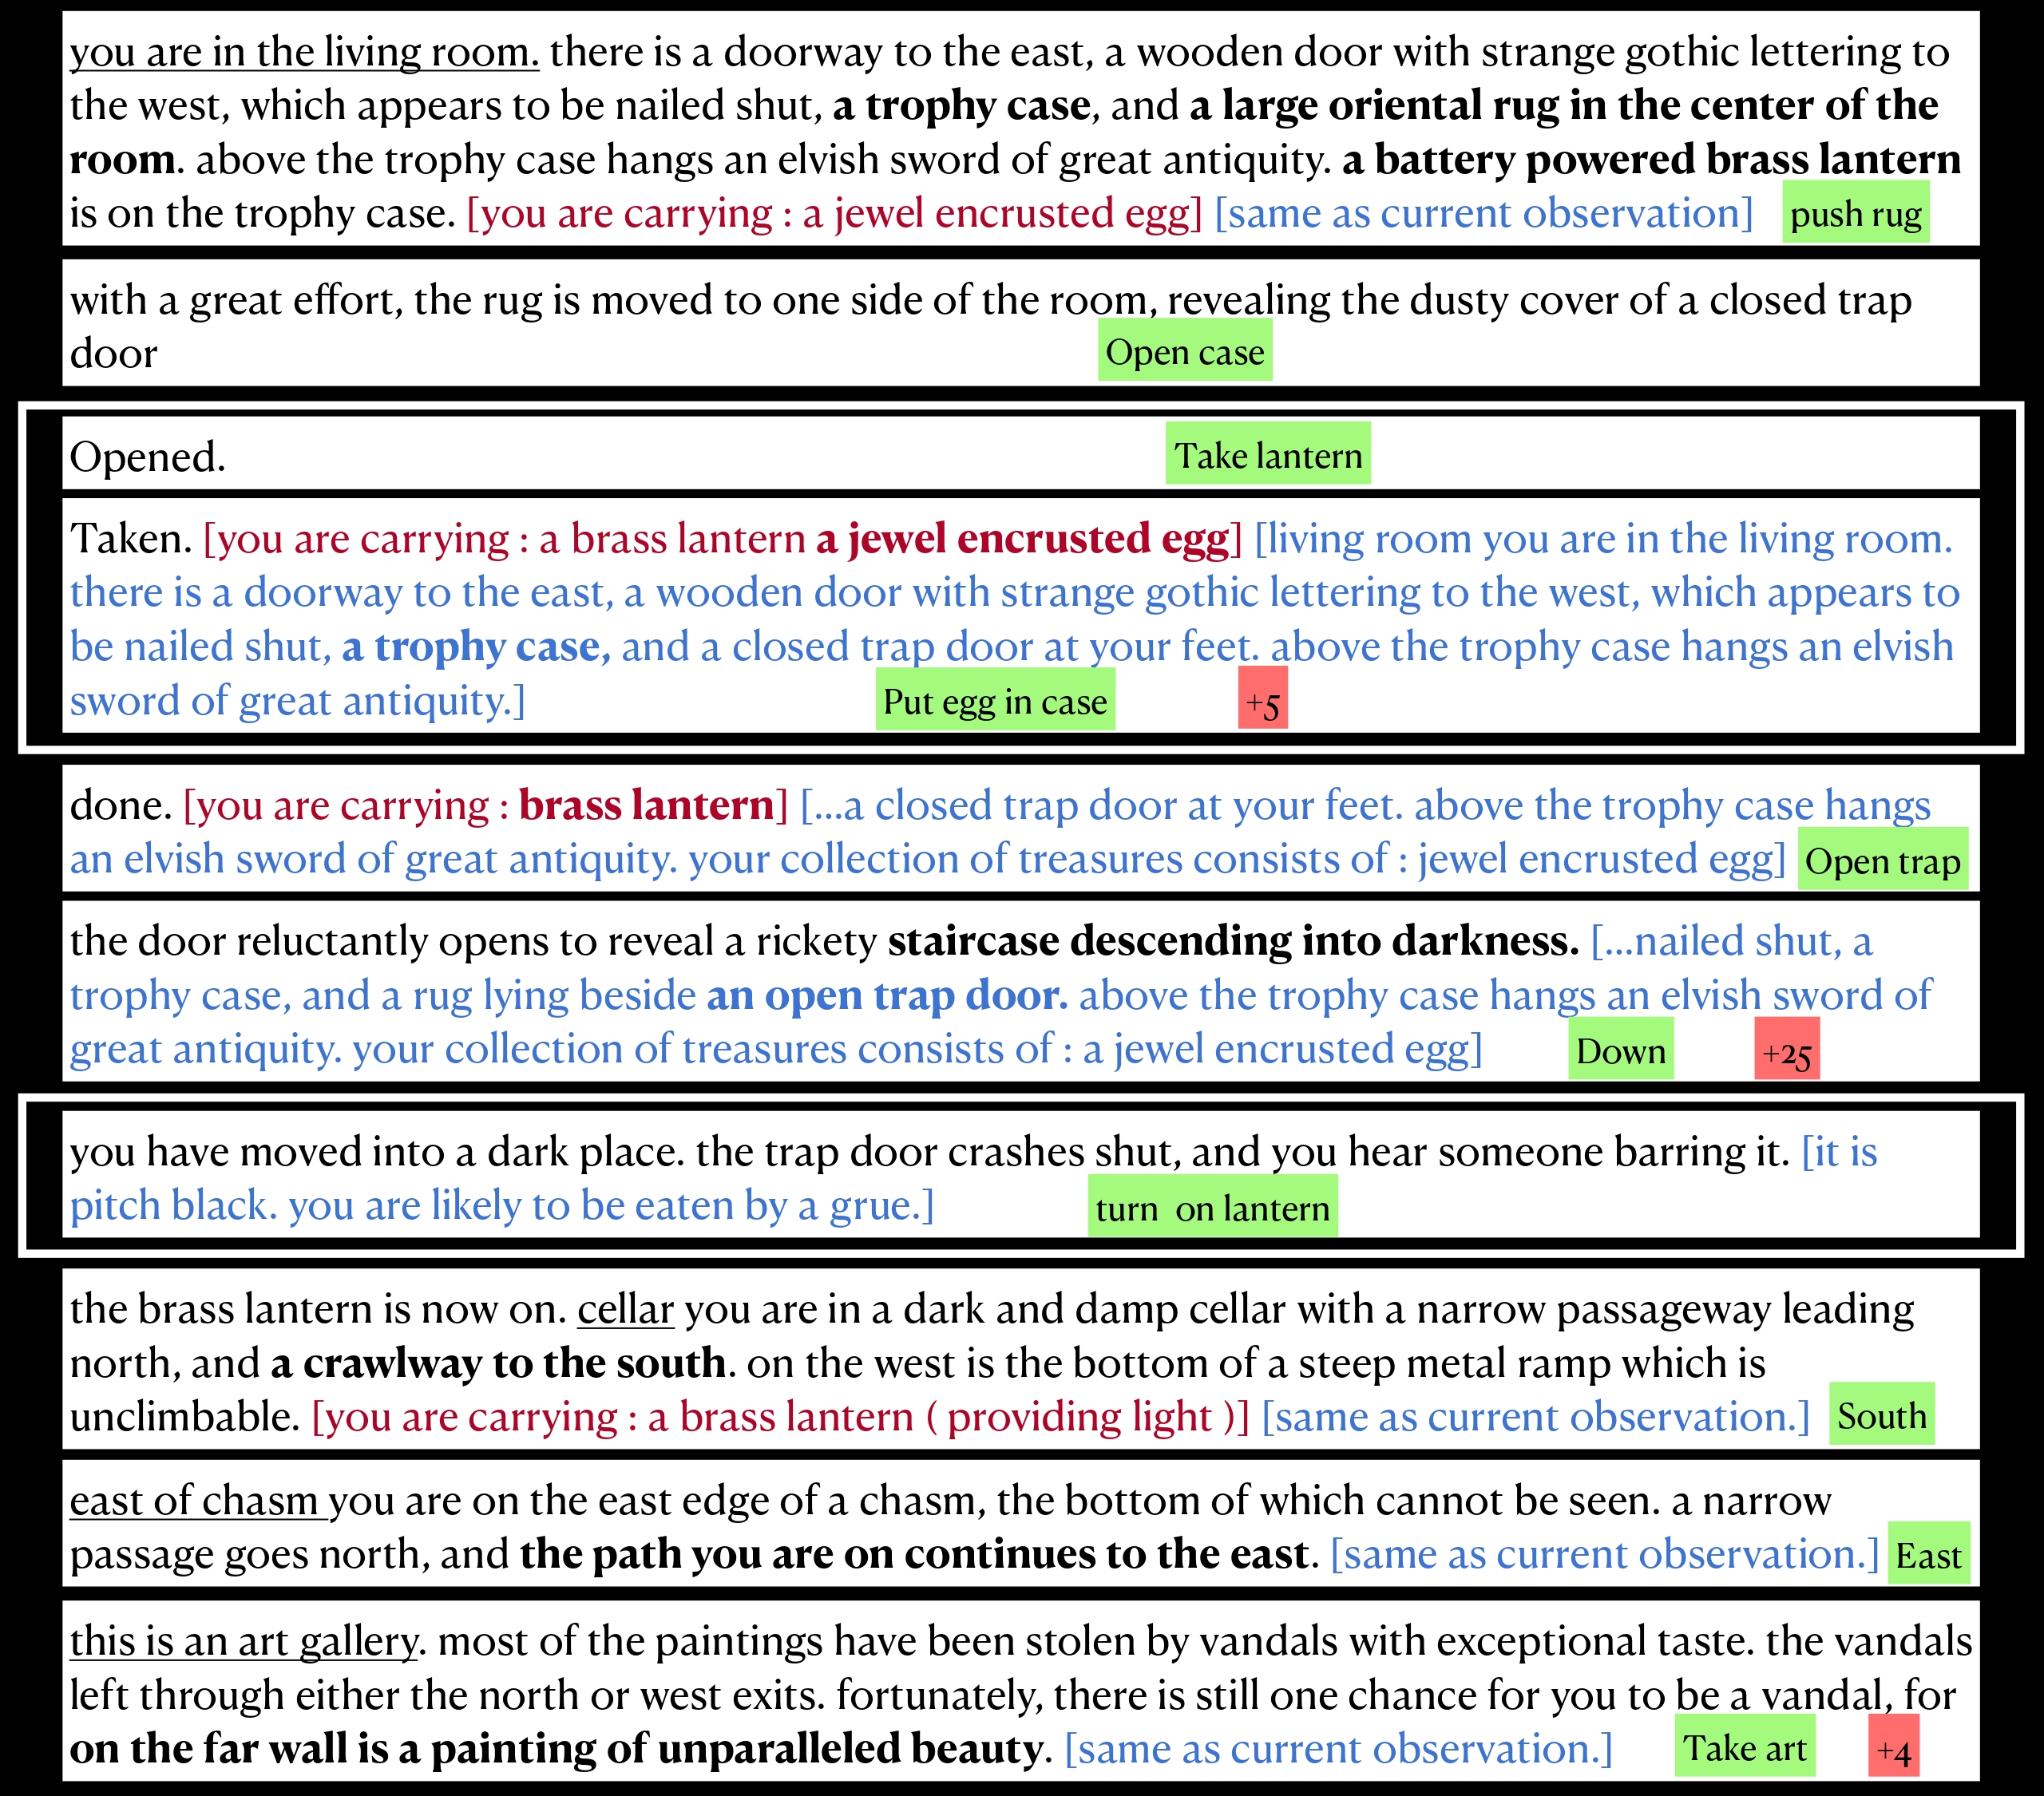 you are in the living room. there is a doorway to the east, a wooden door with strange gothic lettering to
the west, which appears to be nailed shut, a trophy case, and a large oriental rug in the center of the
room. above the trophy case hangs an elvish sword of great antiquity. a battery powered brass lantern
is on the trophy case. [you are carrying : a jewel encrusted egg] [same as current observation] push rug
with a great effort, the rug is moved to one side of the room, revealing the dusty cover of a closed trap
door Open case
Opened. Take lantern
Taken. [you are carrying : a brass lantern a jewel encrusted egg] [living room you are in the living room.
there is a doorway to the east, a wooden door with strange gothic lettering to the west, which appears to
be nailed shut, a trophy case, and a closed trap door at your feet. above the trophy case hangs an elvish
sword of great antiquity.] Put egg in case +5
done. [you are carrying : brass lantern] [...a closed trap door at your feet. above the trophy case hangs
an elvish sword of great antiquity. your collection of treasures consists of : jewel encrusted egg] Open trap
the door reluctantly opens to reveal a rickety staircase descending into darkness. [...nailed shut, a
trophy case, and a rug lying beside an open trap door. above the trophy case hangs an elvish sword of
great antiquity. your collection of treasures consists of : a jewel encrusted egg] Down +25
you have moved into a dark place. the trap door crashes shut, and you hear someone barring it. [it is
pitch black. you are likely to be eaten by a grue.] turn on lantern
the brass lantern is now on. cellar you are in a dark and damp cellar with a narrow passageway leading
north, and a crawlway to the south. on the west is the bottom of a steep metal ramp which is
unclimbable. [you are carrying : a brass lantern ( providing light )] [same as current observation.] South
east of chasm you are on the east edge of a chasm, the bottom of which cannot be seen. a narrow
passage goes north, and the path you are on continues to the east. [same as current observation.] East
this is an art gallery. most of the paintings have been stolen by vandals with exceptional taste. the vandals
left through either the north or west exits. fortunately, there is still one chance for you to be a vandal, for
on the far wall is a painting of unparalleled beauty. [same as current observation.] Take art +4